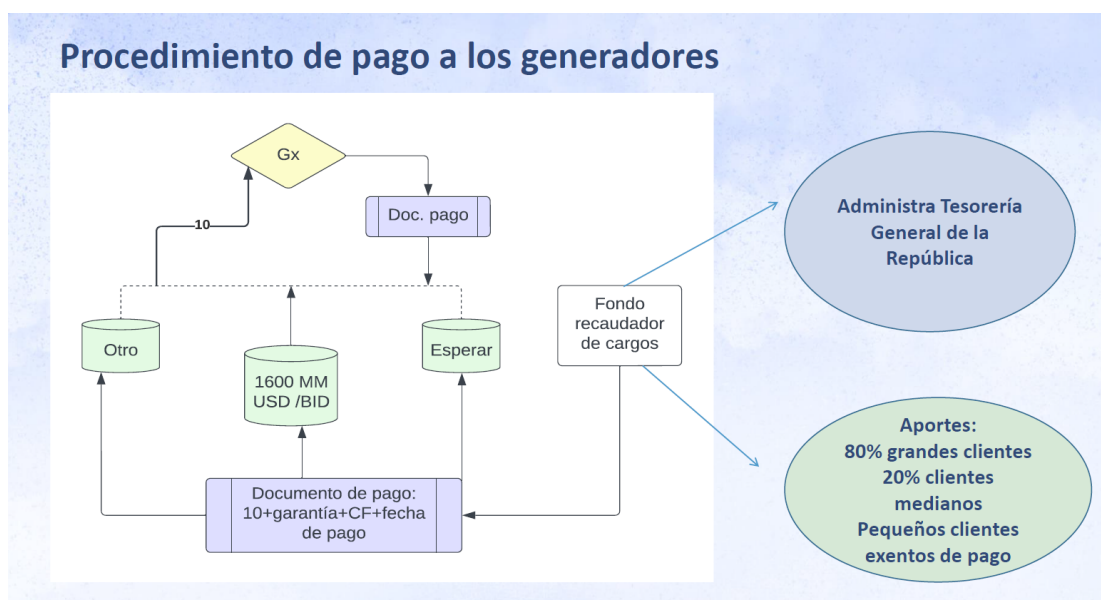 Procedimiento de pago a los generadores
Gx
Doc. pago
10
Otro
1600 MM
USD /BID
Esperar
Fondo
recaudador
de cargos
Documento de pago:
10+garantía+CF+fecha
de pago
Administra Tesorería
General de la
República
Aportes:
80% grandes clientes
20% clientes
medianos
Pequeños clientes
exentos de pago